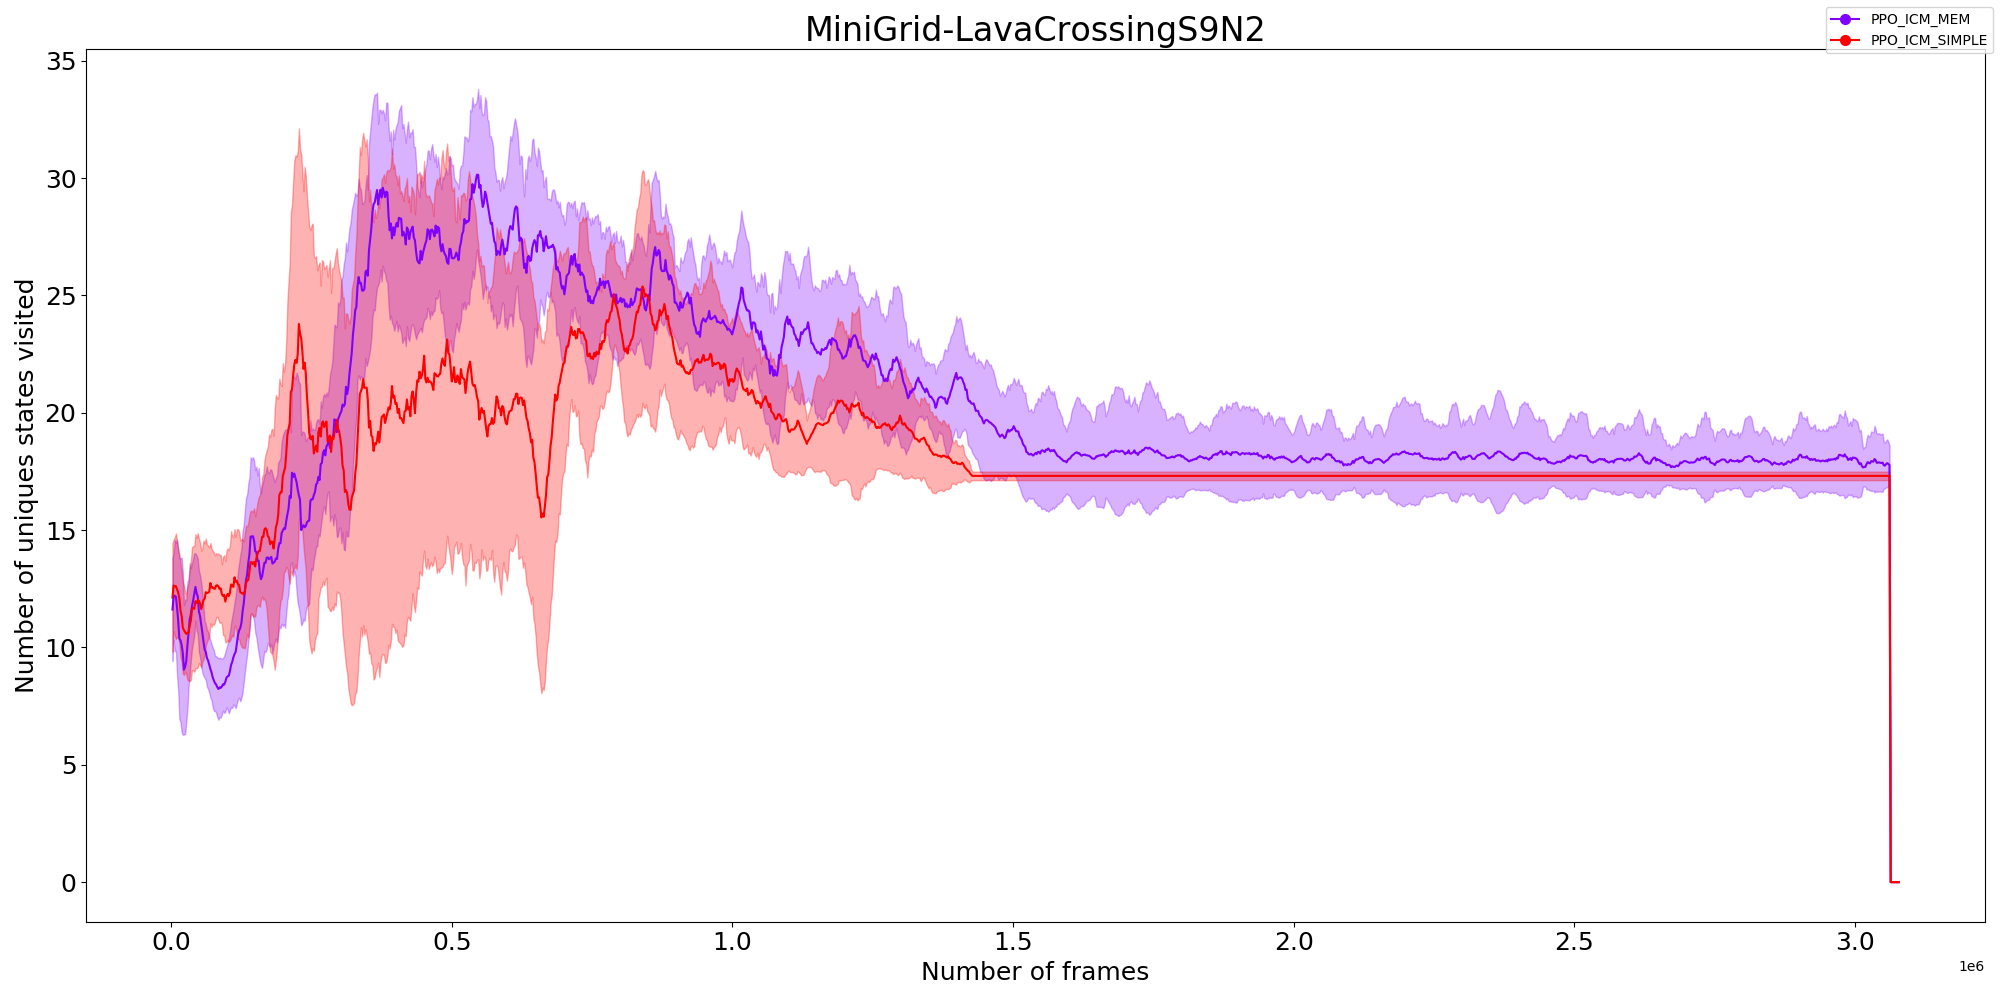 MiniGrid-LavaCrossingS9N2
PPO_ICM_MEM
PPO_ICM_SIMPLE
Number of uniques states visited
35
30
25
20
15
10
5
0
0.0 0.5 1.0 1.5 2.0 2.5 3.0
1e6
Number of frames